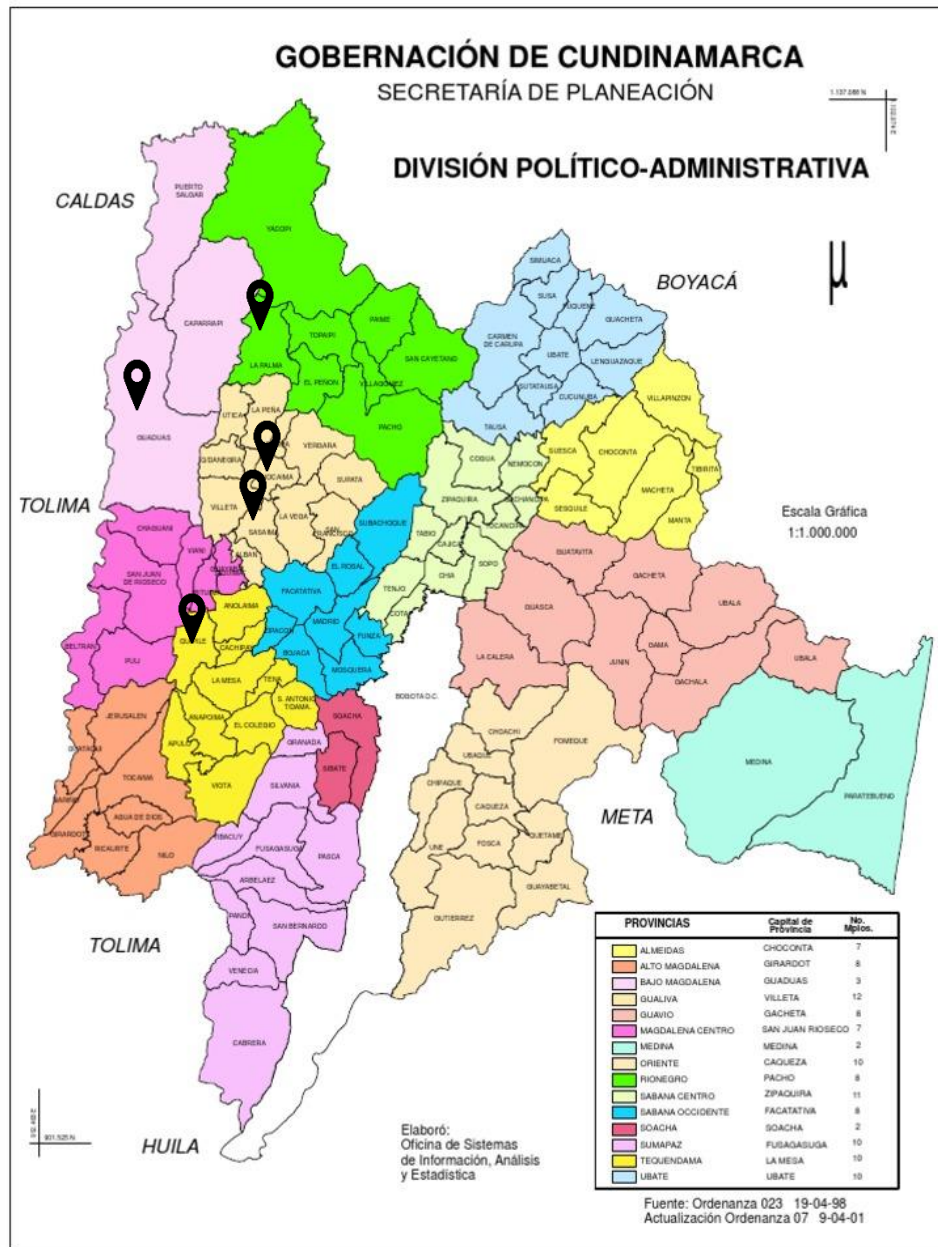 GOBERNACIÓN DE CUNDINAMARCA
SECRETARÍA DE PLANEACIÓN
1.137.088 N
DIVISIÓN POLÍTICO-ADMINISTRATIVA
CALDAS
PUERTO
SALGAR
YACOPI
BOYACÁ
SIMIJACA
SUSA
FUQUENE
GUACHETA
CAPARRAPI
PAIME
TOPAIPI
CARMEN
DE CARUPA
UBATE
LENGUAZAQUE
SAN CAYETANO
LA PALMA
EL PEÑON
VILLAGOMEZ
SUTATAUSA
CUCUNUBA
VILLAPINZON
UTICA
LA PEÑA
PACHO
TAUSA
GUADUAS
VERGARA
SUESCA
CHOCONTA
COGUA
NEMOCON
TIBIRITA
SUPATA
ZIPAQUIRA
MACHETA
TOLIMA
VILLETA
LA VEGA
SUBACHOQUE
SESQUILE
MANTA
Escala Gráfica
1:1.000.000
CHAGUANI
SASAIMA
SAN
FRANCISCO
TABIO
CAJICA
TOCANCIPA
VIANI
ALBAN
EL ROSAL
SOPO
GUATAVITA
SAN JUAN
DE RIOSECO
CHIA
GACHETA
ANOLAIMA
FACATATIVA
TENJO
UBALA
COTA
GUASCA
MADRID
FUNZA
ZIPACON
CACHIPAY
BOJACA
GAMA
BELTRAN
PULI
LA MESA
TENA
MOSQUERA
LA CALERA
JUNIN
UBALA
GACHALA
S. ANTONIO
BOGOTA D.C.
JERUSALEN
ANAPOIMA
EL COLEGIO
SOACHA
APULO
GRANADA
CHOACHI
FOMEQUE
UBAQUE
MEDINA
TOCAIMA
VIOTA
SILVANIA
SIBATE
CHIPAQUE
PARATEBUENO
CAQUEZA
META
AGUA DE DIOS
GIRARDOT
RICAURTE
NILO
FUSAGASUGA
PASCA
UNE
FOSCA
QUETAME
ARBELAEZ
GUAYABETAL
GUTIERREZ
SAN BERNARDO
TOLIMA
VENECIA
CABRERA
HUILA
PROVINCIAS Capital de Provincia No. Mpios.
ALMEIDAS CHOCONTA 7
ALTO MAGDALENA GIRARDOT 8
BAJO MAGDALENA GUADUAS 3
GUALIVA VILLETA 12
GUAVIO GACHETA 8
MAGDALENA CENTRO SAN JUAN RIOSECO 7
MEDINA MEDINA 2
ORIENTE CAQUEZA 10
RIONEGRO PACHO 8
SABANA CENTRO ZIPAQUIRA 11
SABANA OCCIDENTE FACATATIVA 8
SOACHA SOACHA 2
SUMAPAZ FUSAGASUGA 10
TEQUENDAMA LA MESA 10
UBATE UBATE 10
Elaboró:
Oficina de Sistemas
de Información, Análisis
y Estadística
Fuente: Ordenanza 023 19-04-98
Actualización Ordenanza 07 9-04-01